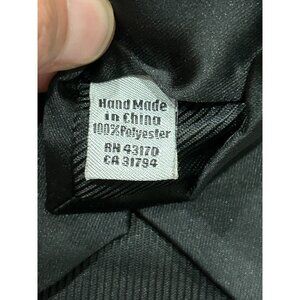 Hand Made
in China
100%Polyester
RN 43170
CA 31794